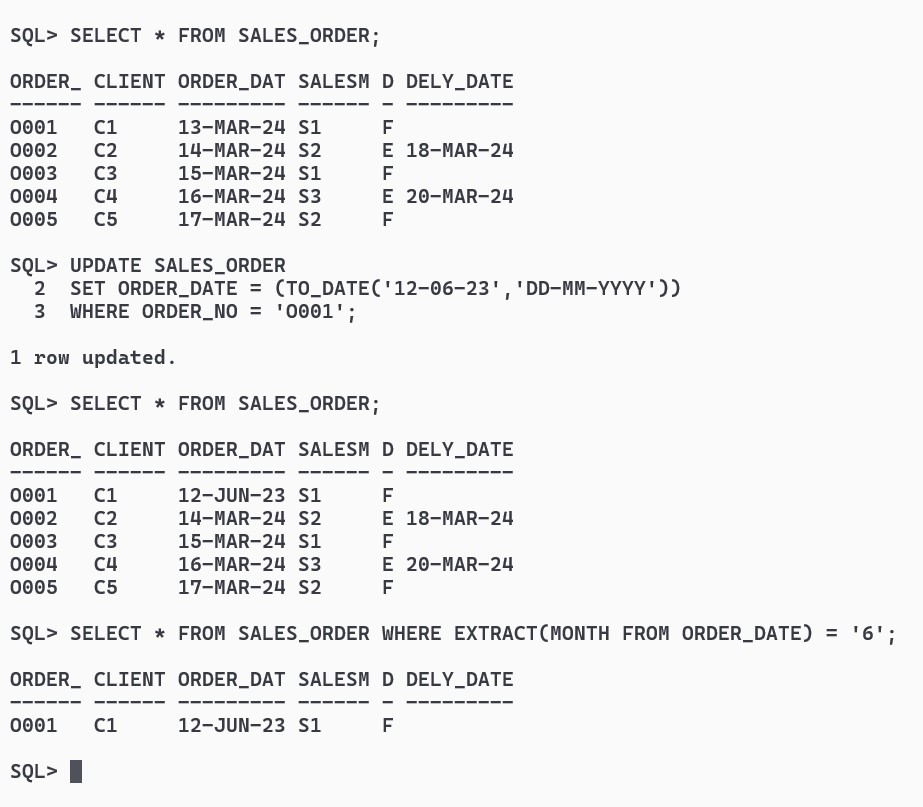 SQL> SELECT * FROM SALES_ORDER;
ORDER_ CLIENT ORDER_DAT SALESM D DELY_DATE
------ ------ --------- ------ - ---------
O001   C1     13-MAR-24 S1     F
O002   C2     14-MAR-24 S2     E 18-MAR-24
O003   C3     15-MAR-24 S1     F
O004   C4     16-MAR-24 S3     E 20-MAR-24
O005   C5     17-MAR-24 S2     F
SQL> UPDATE SALES_ORDER
  2  SET ORDER_DATE = (TO_DATE('12-06-23','DD-MM-YYYY'))
  3  WHERE ORDER_NO = 'O001';
1 row updated.
SQL> SELECT * FROM SALES_ORDER;
ORDER_ CLIENT ORDER_DAT SALESM D DELY_DATE
------ ------ --------- ------ - ---------
O001   C1     12-JUN-23 S1     F
O002   C2     14-MAR-24 S2     E 18-MAR-24
O003   C3     15-MAR-24 S1     F
O004   C4     16-MAR-24 S3     E 20-MAR-24
O005   C5     17-MAR-24 S2     F
SQL> SELECT * FROM SALES_ORDER WHERE EXTRACT(MONTH FROM ORDER_DATE) = '6';
ORDER_ CLIENT ORDER_DAT SALESM D DELY_DATE
------ ------ --------- ------ - ---------
O001   C1     12-JUN-23 S1     F
SQL>